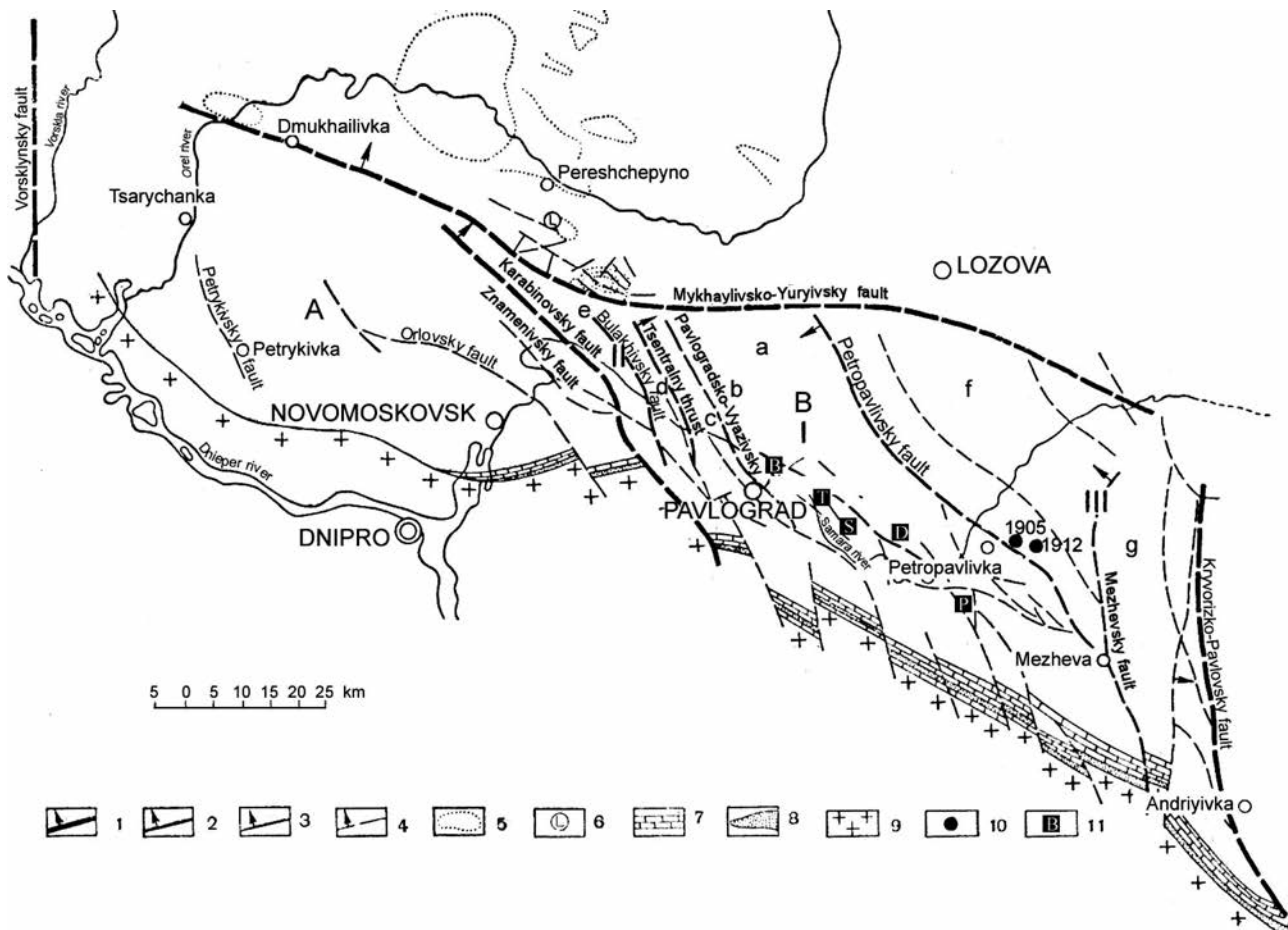 Vorsklynsky fault
Vorskla river
Orel river
Dmukhailivka
Pereshchepyno
Tsarychanka
L
LOZOVA
Mykhaylivsko-Yuryivsky fault
Petrykivsky fault
A
Petrykivka
Orlovsky fault
Karabinovsky fault
Znamenivsky fault
e
II
Bulakhivsky fault
d
Tsentralny thrust
c
Pavlogradsko-Vyazivsky
b
a
B
I
Petropavlivsky fault
f
NOVOMOSKOVSK
Dnieper river
DNIPRO
PAVLOGRAD
B
T
S
Samara river
D
Petropavlivka
P
1905
1912
III
g
Mezhevsky fault
Mezheva
Kryvorizko-Pavlovsky fault
Andriyivka
5 0 5 10 15 20 25 km
1 2 3 4 5 L 6 7 8 9 10 B 11